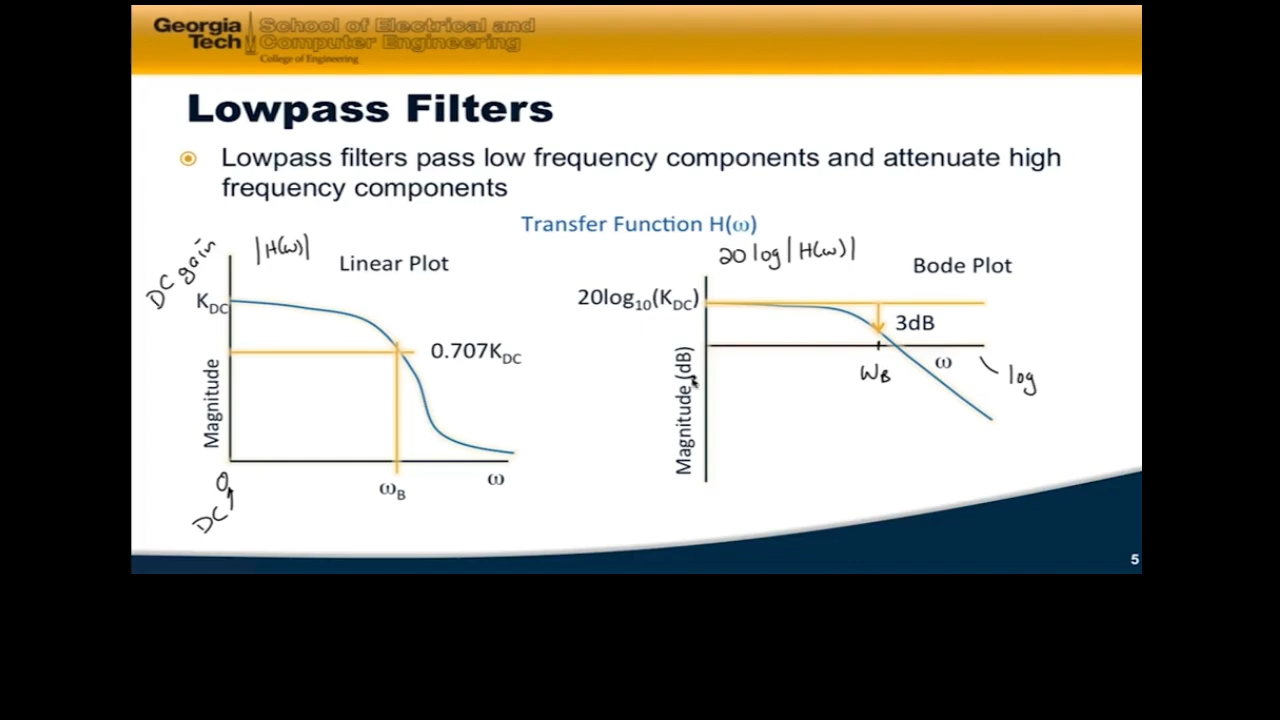 Georgia Tech
School of Electrical and Computer Engineering
College of Engineering
Lowpass Filters
Lowpass filters pass low frequency components and attenuate high
frequency components
Transfer Function H(ω)
DC gain
|H(ω)|
Linear Plot
K_DC
0.707K_DC
Magnitude
0
DC
ω_B
ω
20 log |H(ω)|
Bode Plot
20log₁₀(K_DC)
3dB
Magnitude (dB)
ω_B
ω
log
5